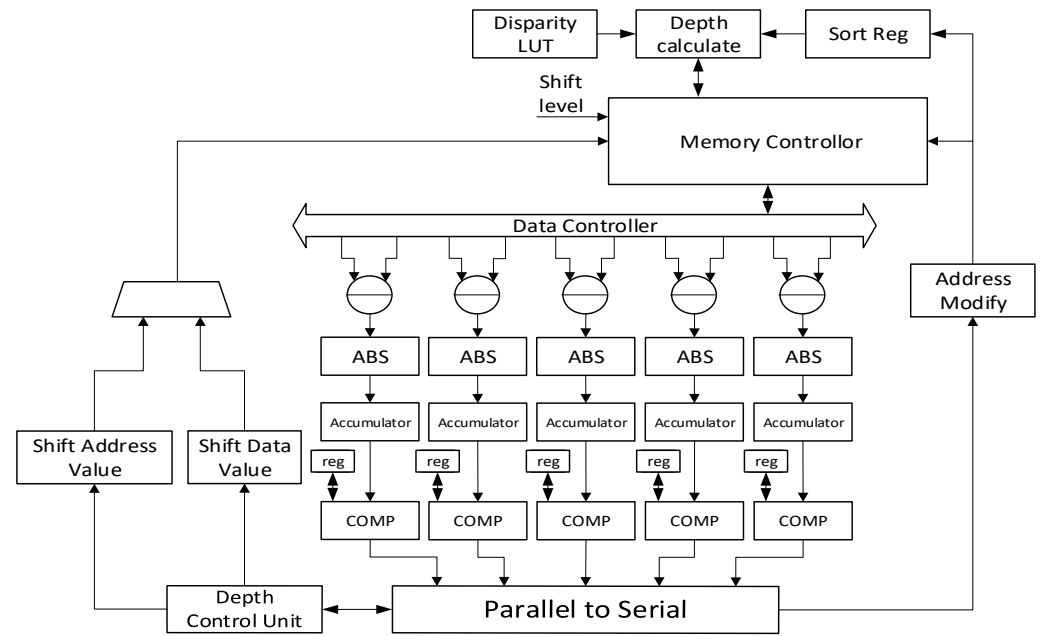 Disparity
LUT
Depth
calculate
Sort Reg
Shift
level
Memory Controllor
Data Controller
Address
Modify
ABS
ABS
ABS
ABS
ABS
Accumulator
Accumulator
Accumulator
Accumulator
Accumulator
Shift Address
Value
Shift Data
Value
reg
reg
reg
reg
reg
COMP
COMP
COMP
COMP
COMP
Depth
Control Unit
Parallel to Serial